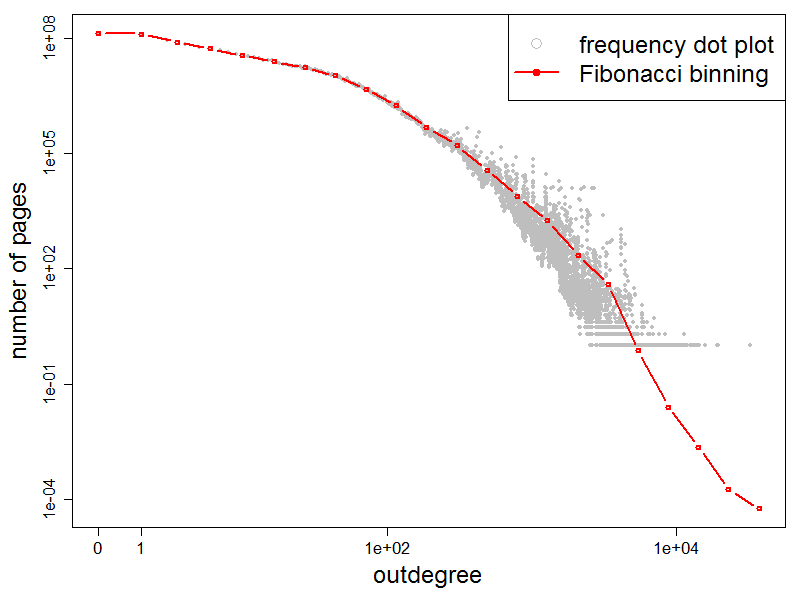 frequency dot plot
Fibonacci binning
1e+08
1e+05
1e+02
1e-01
1e-04
number of pages
0 1 1e+02 1e+04
outdegree